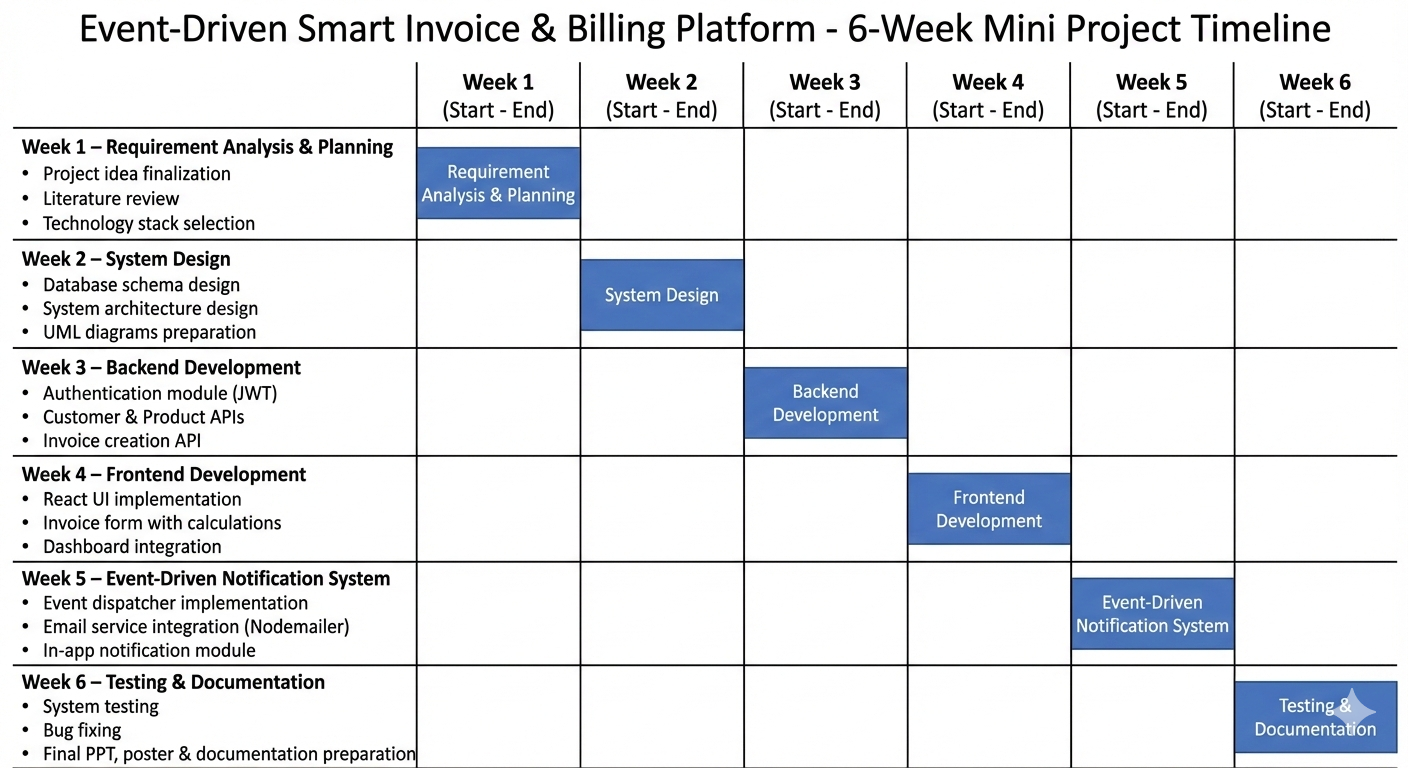 Event-Driven Smart Invoice & Billing Platform - 6-Week Mini Project Timeline
Week 1
(Start - End)
Week 2
(Start - End)
Week 3
(Start - End)
Week 4
(Start - End)
Week 5
(Start - End)
Week 6
(Start - End)
Week 1 – Requirement Analysis & Planning
• Project idea finalization
• Literature review
• Technology stack selection
Requirement
Analysis & Planning
Week 2 – System Design
• Database schema design
• System architecture design
• UML diagrams preparation
System Design
Week 3 – Backend Development
• Authentication module (JWT)
• Customer & Product APIs
• Invoice creation API
Backend
Development
Week 4 – Frontend Development
• React UI implementation
• Invoice form with calculations
• Dashboard integration
Frontend
Development
Week 5 – Event-Driven Notification System
• Event dispatcher implementation
• Email service integration (Nodemailer)
• In-app notification module
Event-Driven
Notification System
Week 6 – Testing & Documentation
• System testing
• Bug fixing
• Final PPT, poster & documentation preparation
Testing &
Documentation